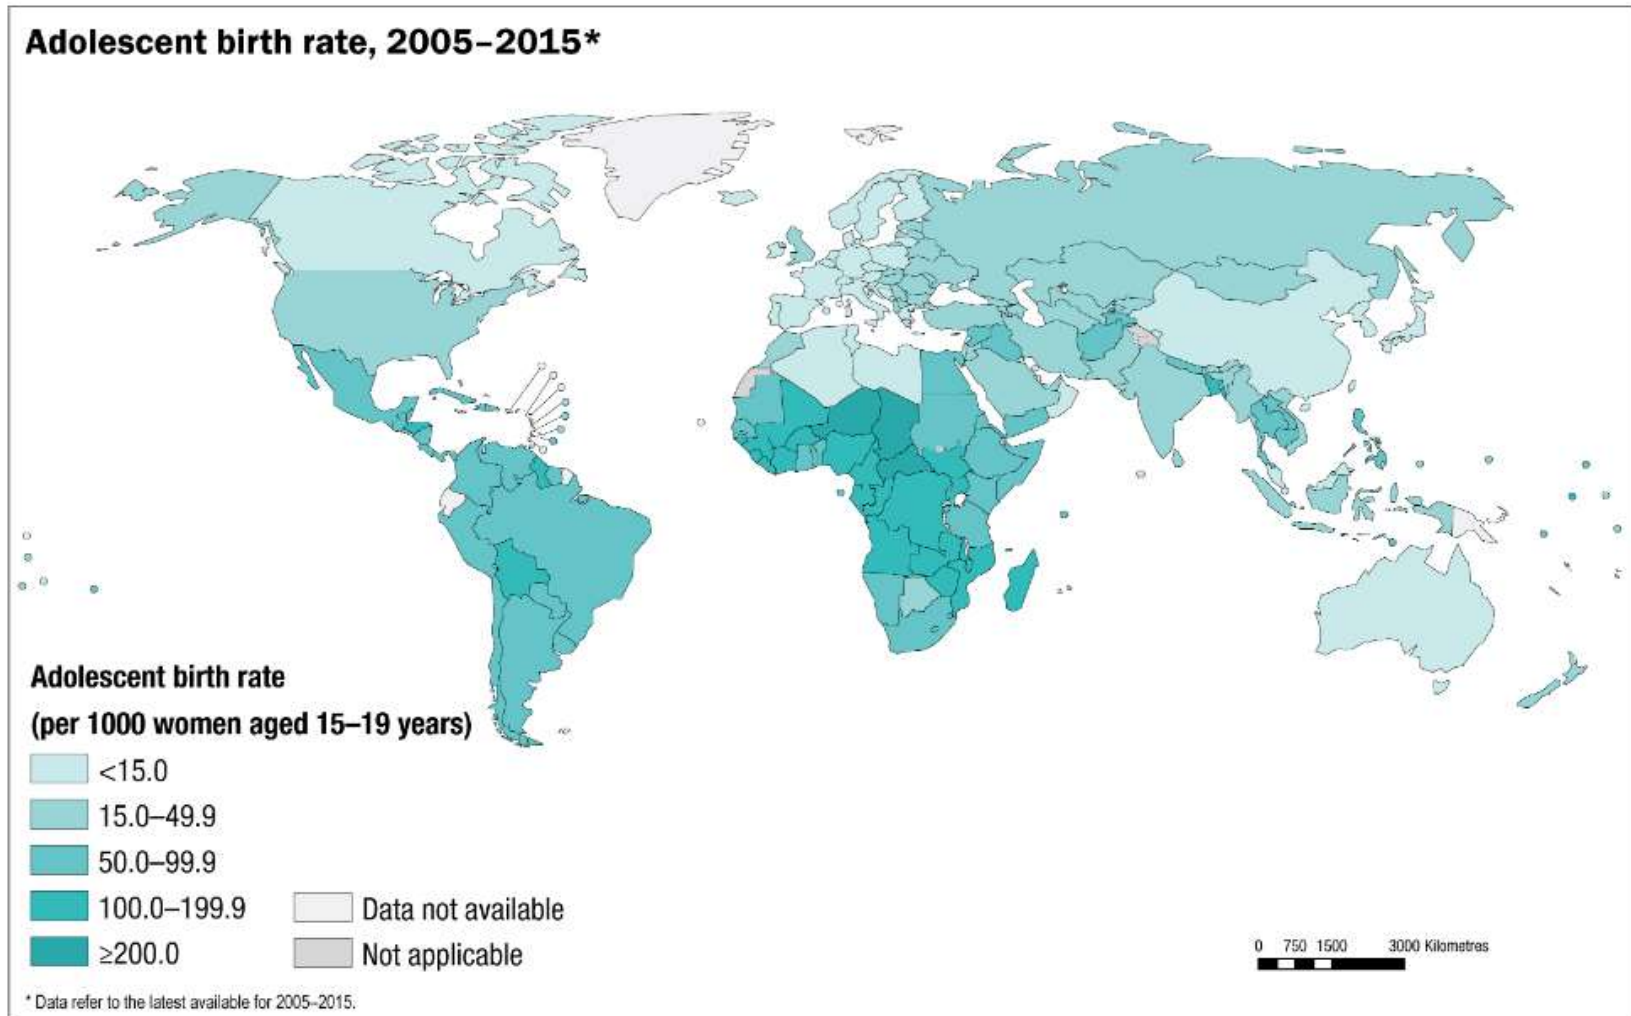 Adolescent birth rate, 2005–2015*
Adolescent birth rate
(per 1000 women aged 15–19 years)
<15.0
15.0–49.9
50.0–99.9
100.0–199.9
≥200.0
Data not available
Not applicable
0 750 1500 3000 Kilometres
* Data refer to the latest available for 2005–2015.